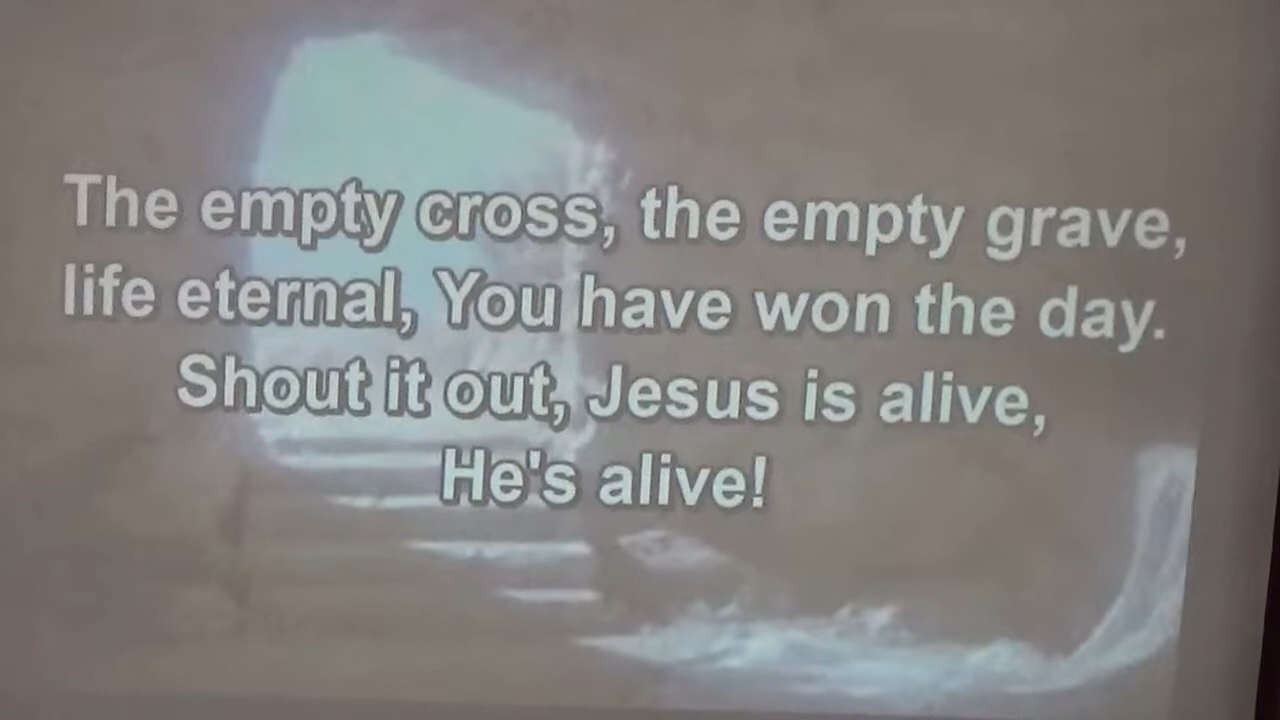 The empty cross, the empty grave,
life eternal, You have won the day.
Shout it out, Jesus is alive,
He's alive!